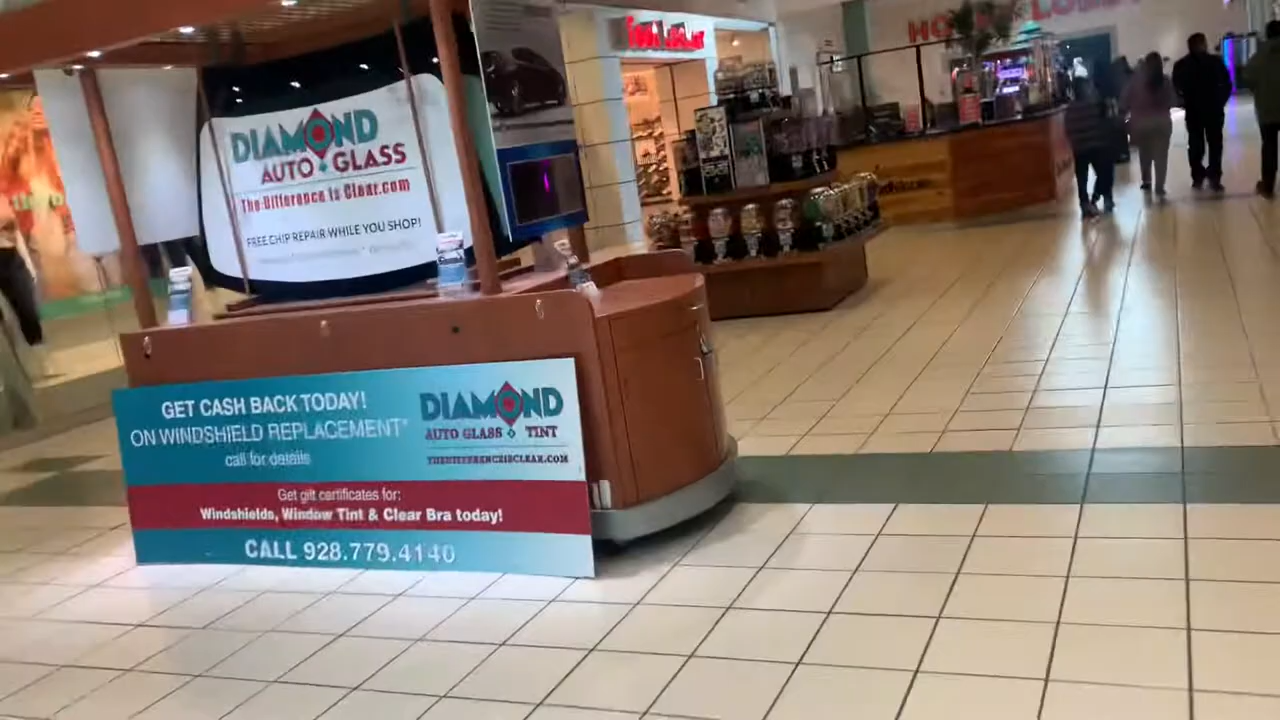 DIAMOND
AUTO GLASS
The Difference is Clear.com
FREE CHIP REPAIR WHILE YOU SHOP!
GET CASH BACK TODAY!
ON WINDSHIELD REPLACEMENT*
call for details
DIAMOND
AUTO GLASS TINT
THEDIFFERENCEISCLEAR.COM
Get gift certificates for:
Windshields, Window Tint & Clear Bra today!
CALL 928.779.4140